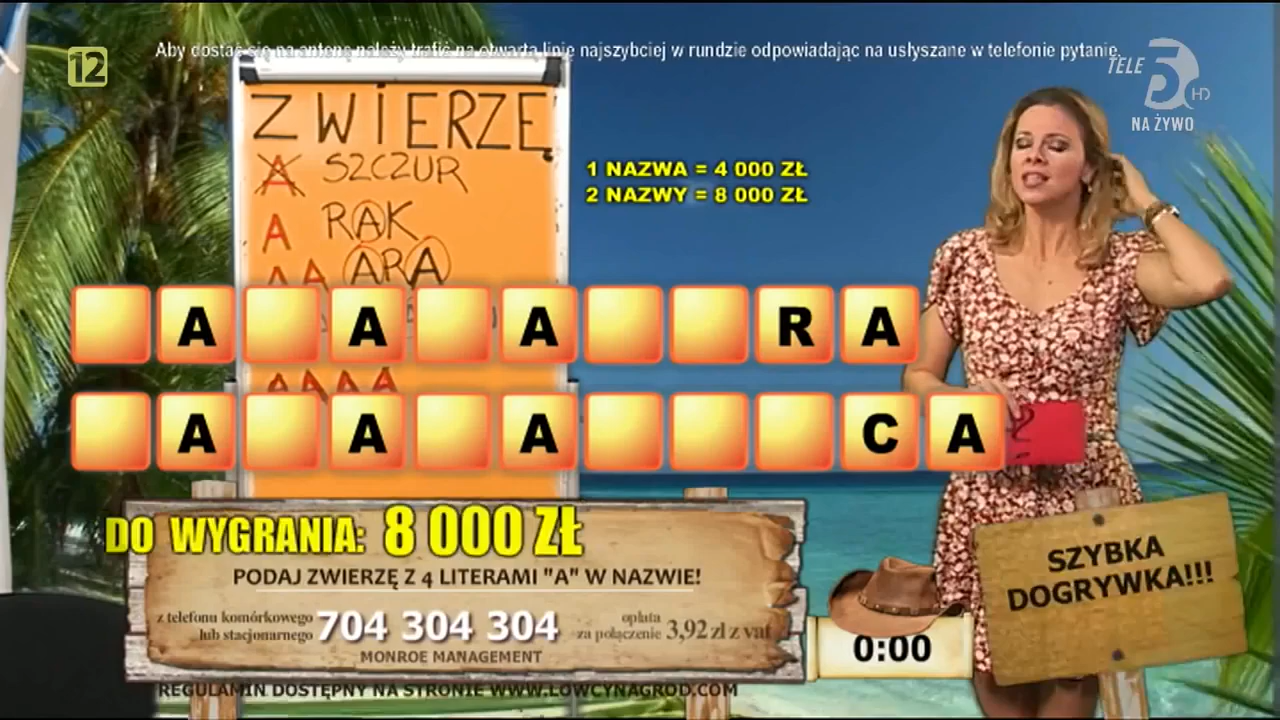 Aby dostać się na antenę należy trafić na otwartą linię najszybciej w rundzie odpowiadając na usłyszane w telefonie pytanie.
12
TELE 5 HD
NA ŻYWO
ZWIERZĘ
A SZCZUR
A RAK
AA ARA
1 NAZWA = 4 000 ZŁ
2 NAZWY = 8 000 ZŁ
A A A R A
AAAA
A A A C A
DO WYGRANIA: 8 000 ZŁ
PODAJ ZWIERZĘ Z 4 LITERAMI "A" W NAZWIE!
z telefonu komórkowego
lub stacjonarnego
704 304 304
opłata
za połączenie 3,92 zł z vat
MONROE MANAGEMENT
REGULAMIN DOSTĘPNY NA STRONIE WWW.LOWCYNAGROD.COM
0:00
SZYBKA
DOGRYWKA!!!